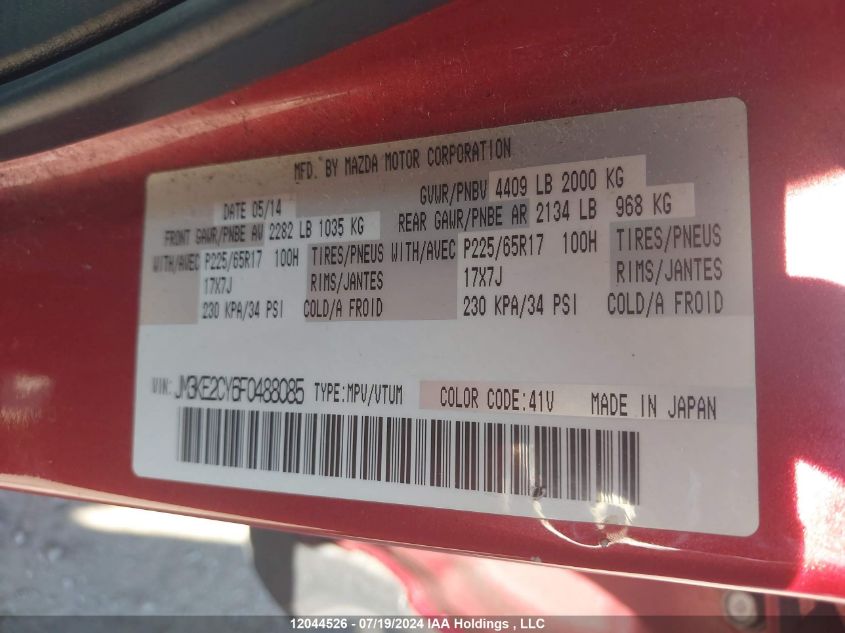 MFD. BY MAZDA MOTOR CORPORATION
DATE 05/14 GVWR/PNBV 4409 LB 2000 KG
FRONT GAWR/PNBE AV 2282 LB 1035 KG REAR GAWR/PNBE AR 2134 LB 968 KG
WITH/AVEC P225/65R17 100H TIRES/PNEUS WITH/AVEC P225/65R17 100H TIRES/PNEUS
17X7J RIMS/JANTES 17X7J RIMS/JANTES
230 KPA/34 PSI COLD/A FROID 230 KPA/34 PSI COLD/A FROID
VIN: JM3KE2CY6F0488085 TYPE:MPV/VTUM COLOR CODE:41V MADE IN JAPAN
12044526 - 07/19/2024 IAA Holdings , LLC